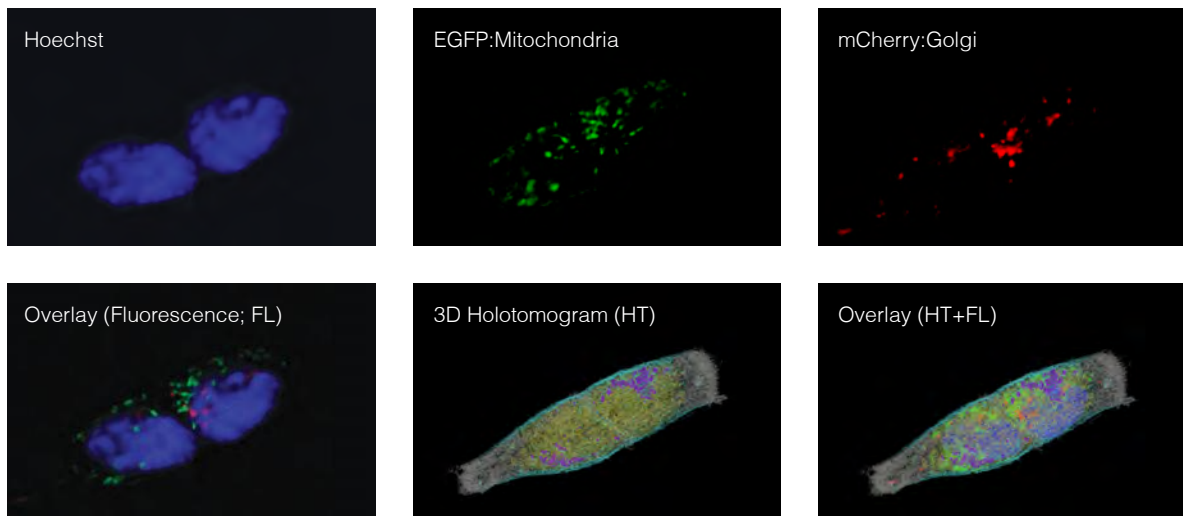 Hoechst
EGFP:Mitochondria
mCherry:Golgi
Overlay (Fluorescence; FL)
3D Holotomogram (HT)
Overlay (HT+FL)